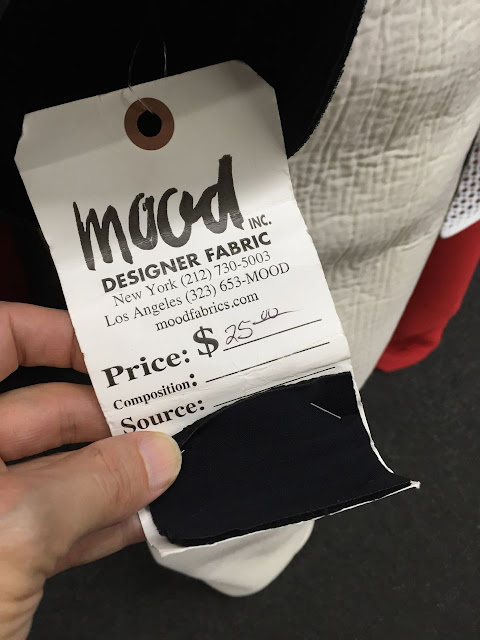 mood INC.
DESIGNER FABRIC
New York (212) 730-5003
Los Angeles (323) 653-MOOD
moodfabrics.com
Price: $ 25.00
Composition:
Source: